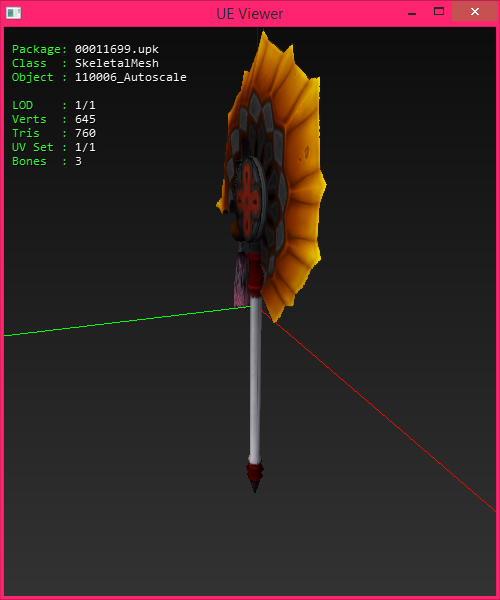 UE Viewer
Package: 00011699.upk
Class  : SkeletalMesh
Object : 110006_Autoscale
LOD    : 1/1
Verts  : 645
Tris   : 760
UV Set : 1/1
Bones  : 3